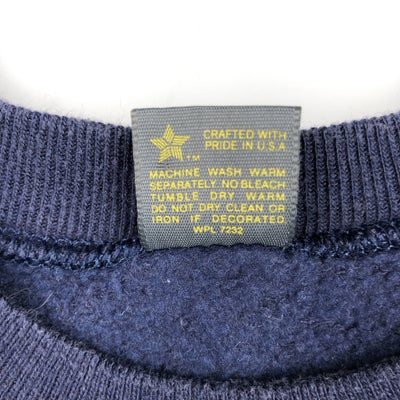 CRAFTED WITH
PRIDE IN U.S.A
TM
MACHINE WASH WARM
SEPARATELY NO BLEACH
TUMBLE DRY WARM
DO NOT DRY CLEAN OR
IRON IF DECORATED
WPL 7232